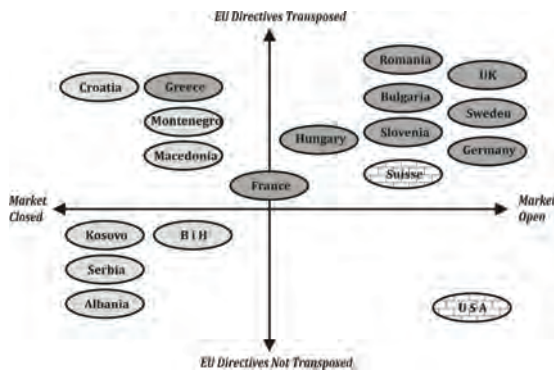 EU Directives Transposed
Romania
Croatia Greece UK
Bulgaria
Montenegro Sweden
Hungary Slovenia
Macedonia Germany
Suisse
France
Market
Closed
Market
Open
Kosovo B i H
Serbia
Albania
U S A
EU Directives Not Transposed